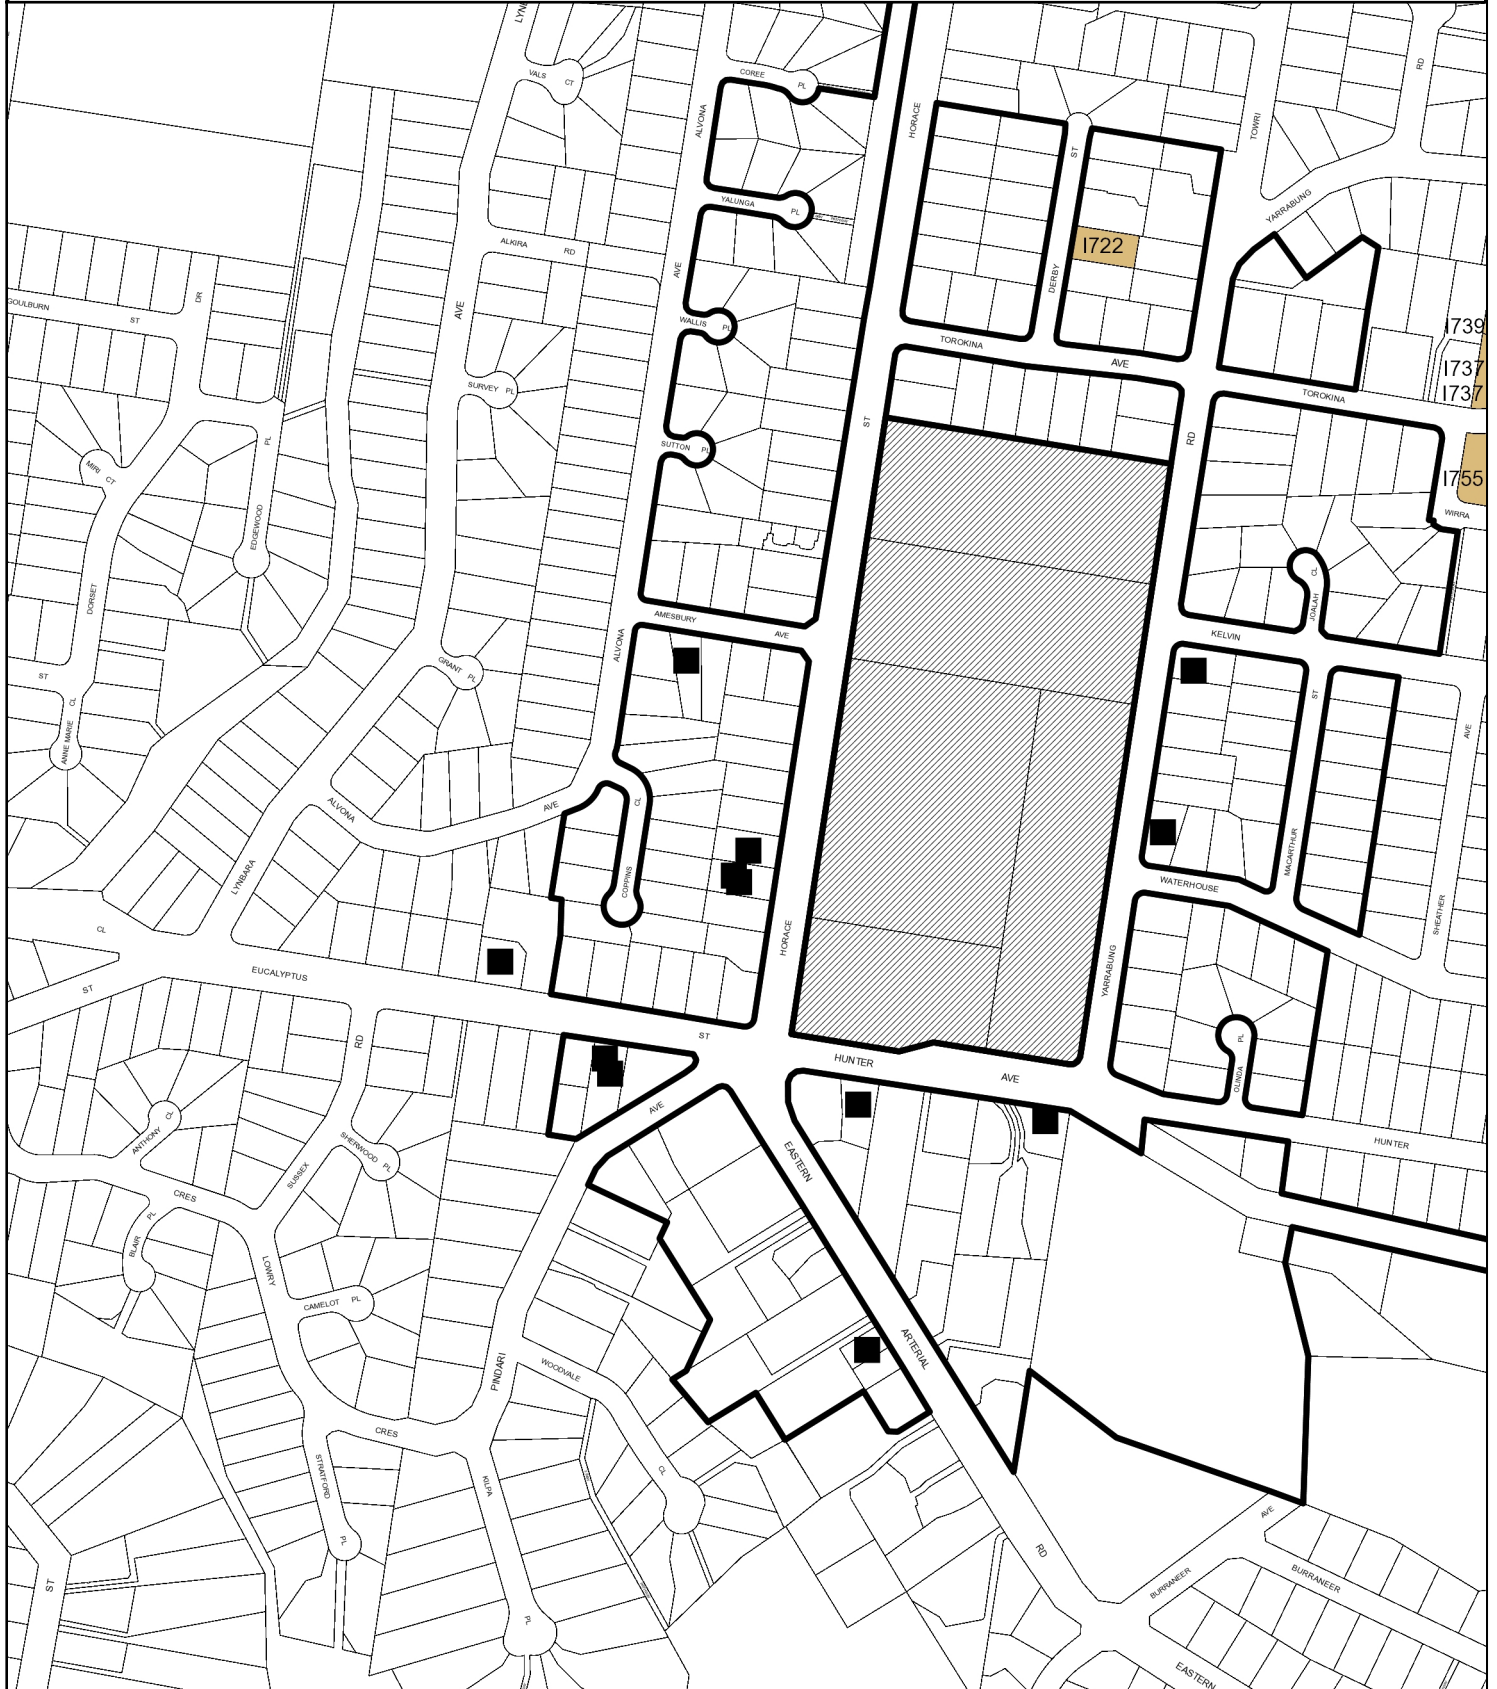 LYN
VALS CT
COREE PL
ALVONA
HORACE
ST
TOWRI
RD
YARRABUNG
YALUNGA PL
ALKIRA RD
AVE
I722
DERBY
DR
GOULBURN ST
AVE
WALLIS PL
TOROKINA AVE
I739
I737
I737
SURVEY PL
TOROKINA
ST
RD
PL
SUTTON PL
MIRI CT
I755
WIRRA
EDGEWOOD
CL
JOALAH
DORSET
AMESBURY AVE
ALVONA
KELVIN
GRANT PL
ST
CL
ST
ANNE MARIE
AVE
ALVONA AVE
CL
MACARTHUR
LYNBARA
COPPINS
WATERHOUSE
SHEATHER
CL
HORACE
YARRABUNG
EUCALYPTUS
ST
ST
RD
PL
HUNTER AVE
OLINDA
AVE
CL
ANTHONY
SHERWOOD PL
HUNTER
EASTERN
SUSSEX
CRES
PL
BLAIR
LOWRY
CAMELOT PL
ARTERIAL
PINDARI
WOODVALE
CRES
STRATFORD
CL
KILPA
AVE
PL
RD
ST
BURRANEER
BURRANEER
PL
EASTERN